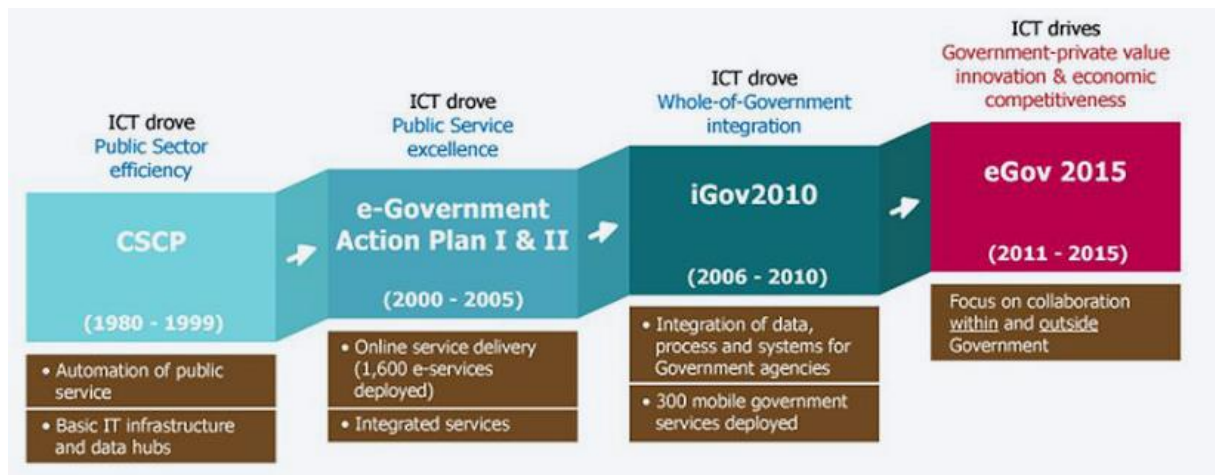 ICT drove
Public Sector
efficiency
CSCP
(1980 - 1999)
• Automation of public
service
• Basic IT infrastructure
and data hubs
ICT drove
Public Service
excellence
e-Government
Action Plan I & II
(2000 - 2005)
• Online service delivery
(1,600 e-services
deployed)
• Integrated services
ICT drove
Whole-of-Government
integration
iGov2010
(2006 - 2010)
• Integration of data,
process and systems for
Government agencies
• 300 mobile government
services deployed
ICT drives
Government-private value
innovation & economic
competitiveness
eGov 2015
(2011 - 2015)
Focus on collaboration
within and outside
Government